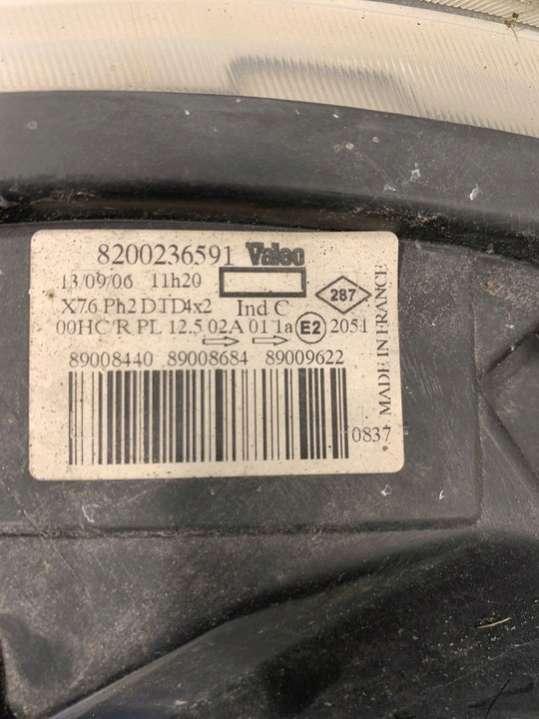 8200236591 Valeo
13/09/06 11h20
X76 Ph2 DTD4x2 Ind C
287
00HC/R PL 12.5 02A 01 1a E2 2051
89008440 89008684 89009622
0837
MADE IN FRANCE